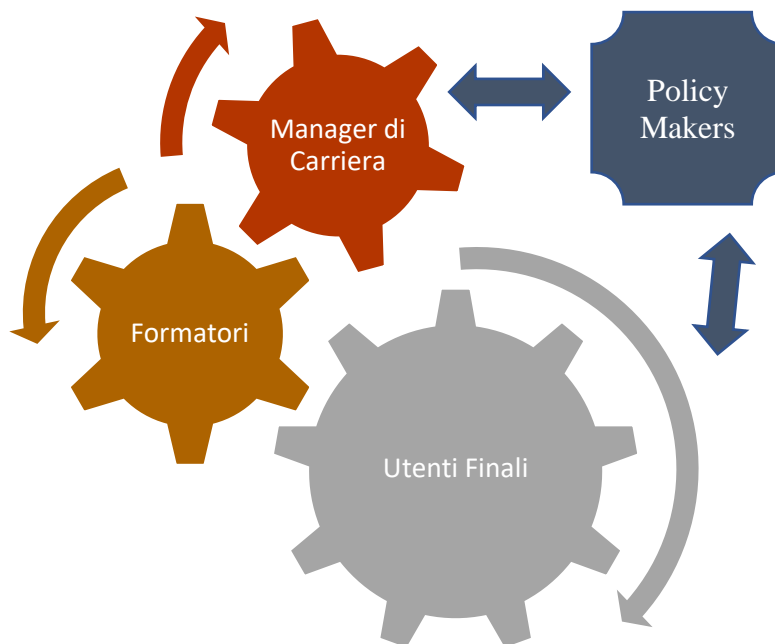 Manager di
Carriera
Policy
Makers
Formatori
Utenti Finali